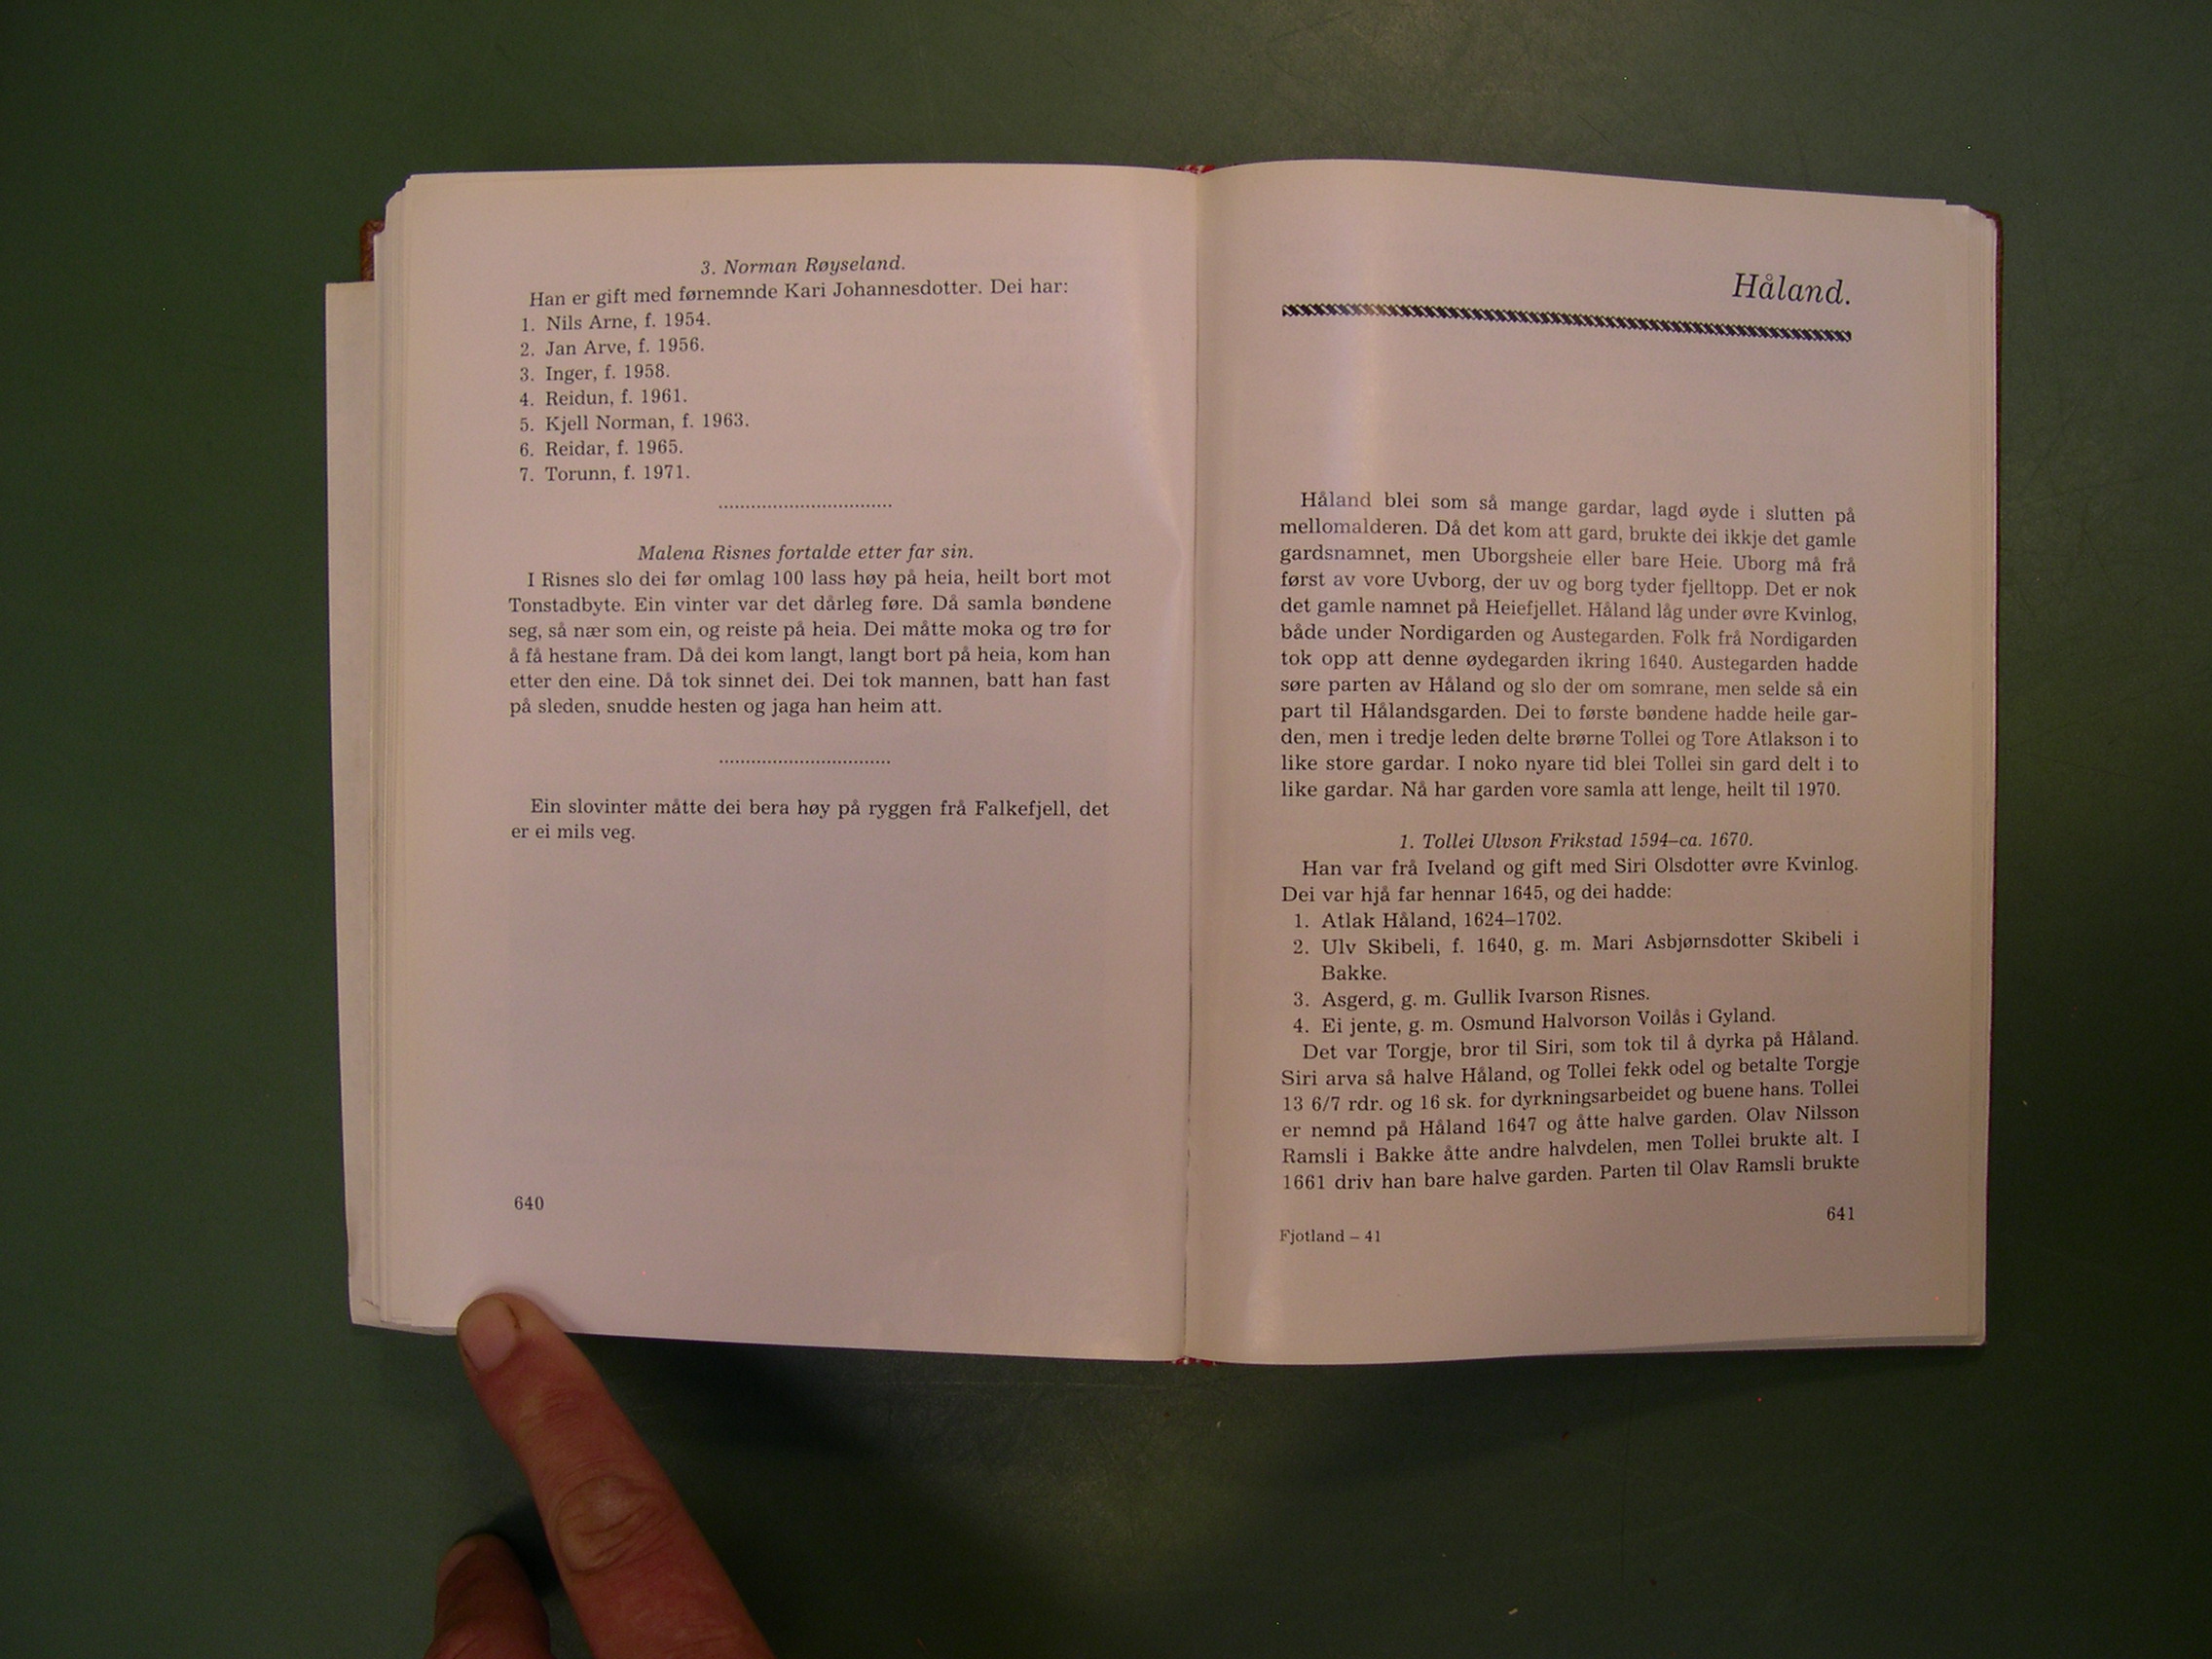 3. Norman Røyseland.
Han er gift med førnemnde Kari Johannesdotter. Dei har:
1. Nils Arne, f. 1954.
2. Jan Arve, f. 1956.
3. Inger, f. 1958.
4. Reidun, f. 1961.
5. Kjell Norman, f. 1963.
6. Reidar, f. 1965.
7. Torunn, f. 1971.
................................
Malena Risnes fortalde etter far sin.
I Risnes slo dei før omlag 100 lass høy på heia, heilt bort mot
Tonstadbyte. Ein vinter var det dårleg føre. Då samla bøndene
seg, så nær som ein, og reiste på heia. Dei måtte moka og trø for
å få hestane fram. Då dei kom langt, langt bort på heia, kom han
etter den eine. Då tok sinnet dei. Dei tok mannen, batt han fast
på sleden, snudde hesten og jaga han heim att.
................................
Ein slovinter måtte dei bera høy på ryggen frå Falkefjell, det
er ei mils veg.
640
Håland.
Håland blei som så mange gardar, lagd øyde i slutten på
mellomalderen. Då det kom att gard, brukte dei ikkje det gamle
gardsnamnet, men Uborgsheie eller bare Heie. Uborg må frå
først av vore Uvborg, der uv og borg tyder fjelltopp. Det er nok
det gamle namnet på Heiefjellet. Håland låg under øvre Kvinlog,
både under Nordigarden og Austegarden. Folk frå Nordigarden
tok opp att denne øydegarden ikring 1640. Austegarden hadde
søre parten av Håland og slo der om somrane, men selde så ein
part til Hålandsgarden. Dei to første bøndene hadde heile gar-
den, men i tredje leden delte brørne Tollei og Tore Atlakson i to
like store gardar. I noko nyare tid blei Tollei sin gard delt i to
like gardar. Nå har garden vore samla att lenge, heilt til 1970.
1. Tollei Ulvson Frikstad 1594–ca. 1670.
Han var frå Iveland og gift med Siri Olsdotter øvre Kvinlog.
Dei var hjå far hennar 1645, og dei hadde:
1. Atlak Håland, 1624–1702.
2. Ulv Skibeli, f. 1640, g. m. Mari Asbjørnsdotter Skibeli i
Bakke.
3. Asgerd, g. m. Gullik Ivarson Risnes.
4. Ei jente, g. m. Osmund Halvorson Voilås i Gyland.
Det var Torgje, bror til Siri, som tok til å dyrka på Håland.
Siri arva så halve Håland, og Tollei fekk odel og betalte Torgje
13 6/7 rdr. og 16 sk. for dyrkningsarbeidet og buene hans. Tollei
er nemnd på Håland 1647 og åtte halve garden. Olav Nilsson
Ramsli i Bakke åtte andre halvdelen, men Tollei brukte alt. I
1661 driv han bare halve garden. Parten til Olav Ramsli brukte
641
Fjotland – 41